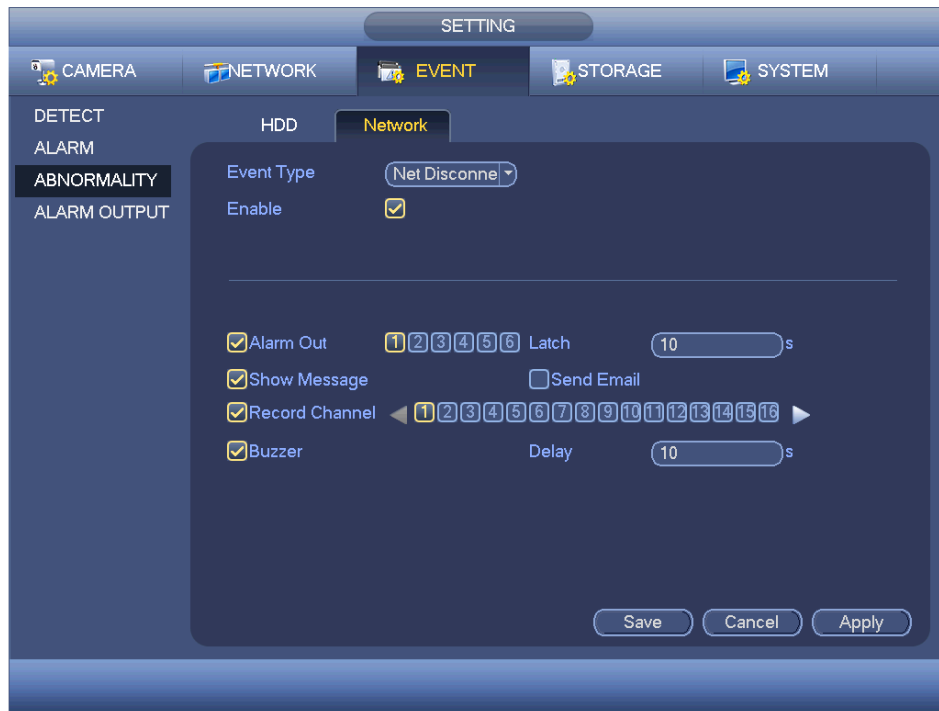 SETTING
CAMERA NETWORK EVENT STORAGE SYSTEM
DETECT
ALARM
ABNORMALITY
ALARM OUTPUT
HDD Network
Event Type Net Disconne
Enable
Alarm Out 1 2 3 4 5 6 Latch 10 s
Show Message Send Email
Record Channel 1 2 3 4 5 6 7 8 9 10 11 12 13 14 15 16
Buzzer Delay 10 s
Save Cancel Apply